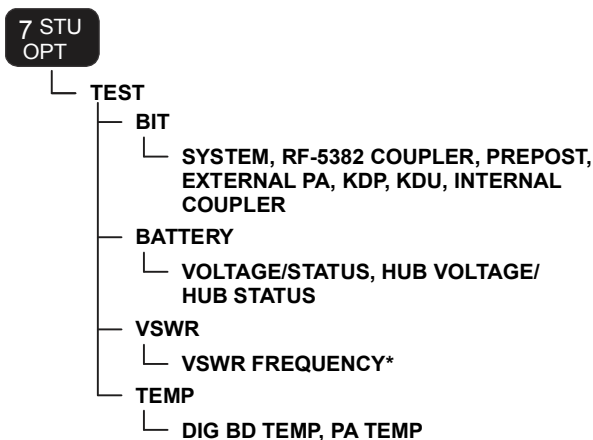 7 STU
OPT
TEST
BIT
SYSTEM, RF-5382 COUPLER, PREPOST,
EXTERNAL PA, KDP, KDU, INTERNAL
COUPLER
BATTERY
VOLTAGE/STATUS, HUB VOLTAGE/
HUB STATUS
VSWR
VSWR FREQUENCY*
TEMP
DIG BD TEMP, PA TEMP